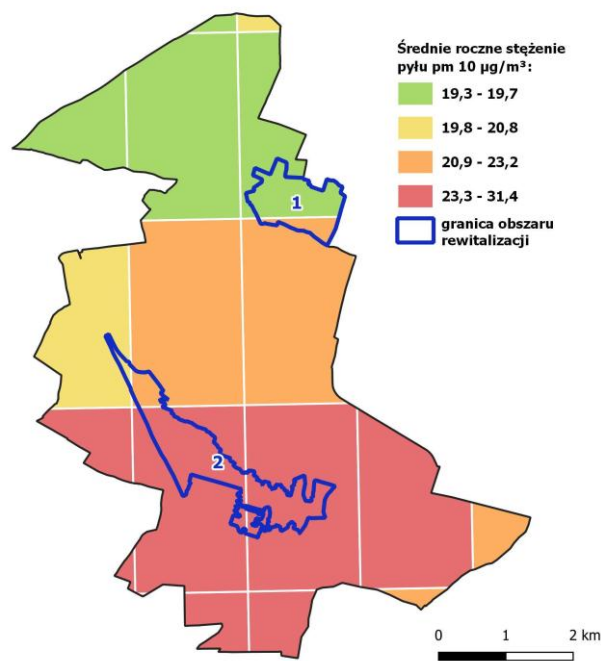 Średnie roczne stężenie
pyłu pm 10 µg/m³:
19,3 - 19,7
19,8 - 20,8
20,9 - 23,2
23,3 - 31,4
granica obszaru
rewitalizacji
1
2
0 1 2 km